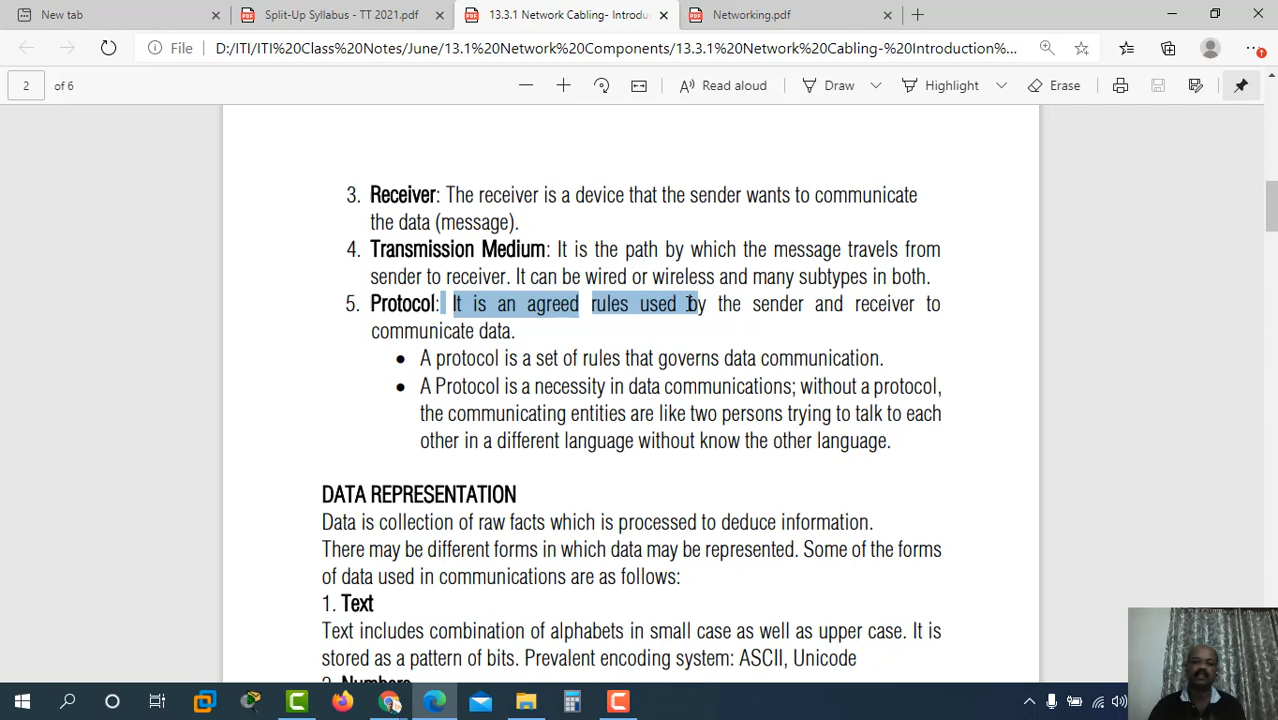 New tab
Split-Up Syllabus - TT 2021.pdf
13.3.1 Network Cabling- Introdu
Networking.pdf
File
D:/ITI/ITI%20Class%20Notes/June/13.1%20Network%20Components/13.3.1%20Network%20Cabling-%20Introduction%...
2 of 6
Read aloud
Draw
Highlight
Erase
3. Receiver: The receiver is a device that the sender wants to communicate
the data (message).
4. Transmission Medium: It is the path by which the message travels from
sender to receiver. It can be wired or wireless and many subtypes in both.
5. Protocol: It is an agreed rules used by the sender and receiver to
communicate data.
• A protocol is a set of rules that governs data communication.
• A Protocol is a necessity in data communications; without a protocol,
the communicating entities are like two persons trying to talk to each
other in a different language without know the other language.
DATA REPRESENTATION
Data is collection of raw facts which is processed to deduce information.
There may be different forms in which data may be represented. Some of the forms
of data used in communications are as follows:
1. Text
Text includes combination of alphabets in small case as well as upper case. It is
stored as a pattern of bits. Prevalent encoding system: ASCII, Unicode
2. Numbers